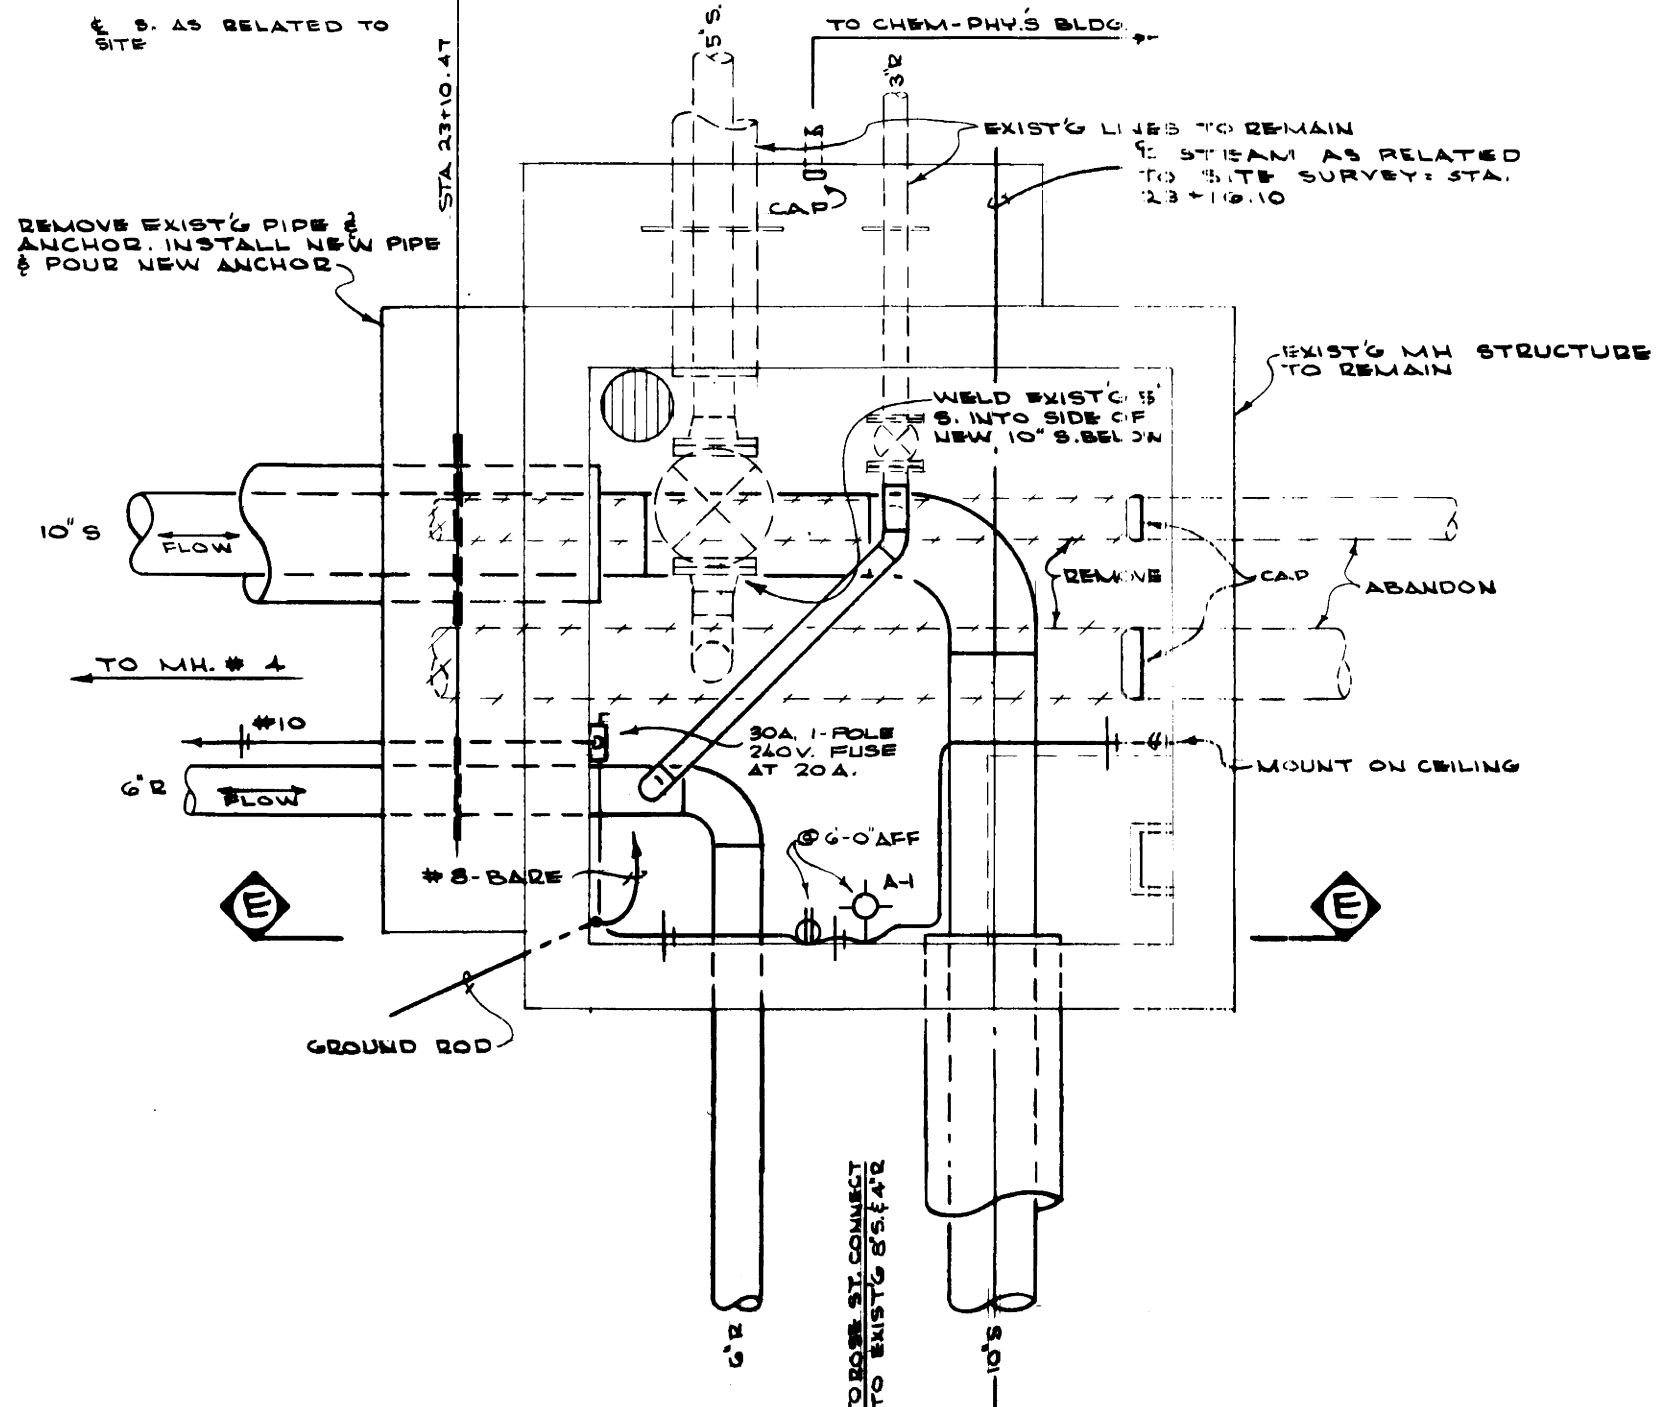 ℄ S. AS RELATED TO
SITE
STA 23+10.47
5"S.
TO CHEM-PHY.'S BLDG.
3"R
EXIST'G LINES TO REMAIN
℄ STEAM AS RELATED
TO SITE SURVEY: STA.
23+16.10
CAP
REMOVE EXIST'G PIPE &
ANCHOR. INSTALL NEW PIPE
& POUR NEW ANCHOR
EXIST'G MH STRUCTURE
TO REMAIN
WELD EXIST'G 5"
S. INTO SIDE OF
NEW 10" S. BELOW
10" S
FLOW
REMOVE
CAP
ABANDON
TO MH. # 4
#10
30A. 1-POLE
240V. FUSE
AT 20 A.
MOUNT ON CEILING
6"R
FLOW
@ 6'-0" AFF
#8-BARE
A-1
E
E
GROUND ROD
TO ROSE ST. CONNECT
TO EXIST'G 8"S. & 4"R
6"R
10"S